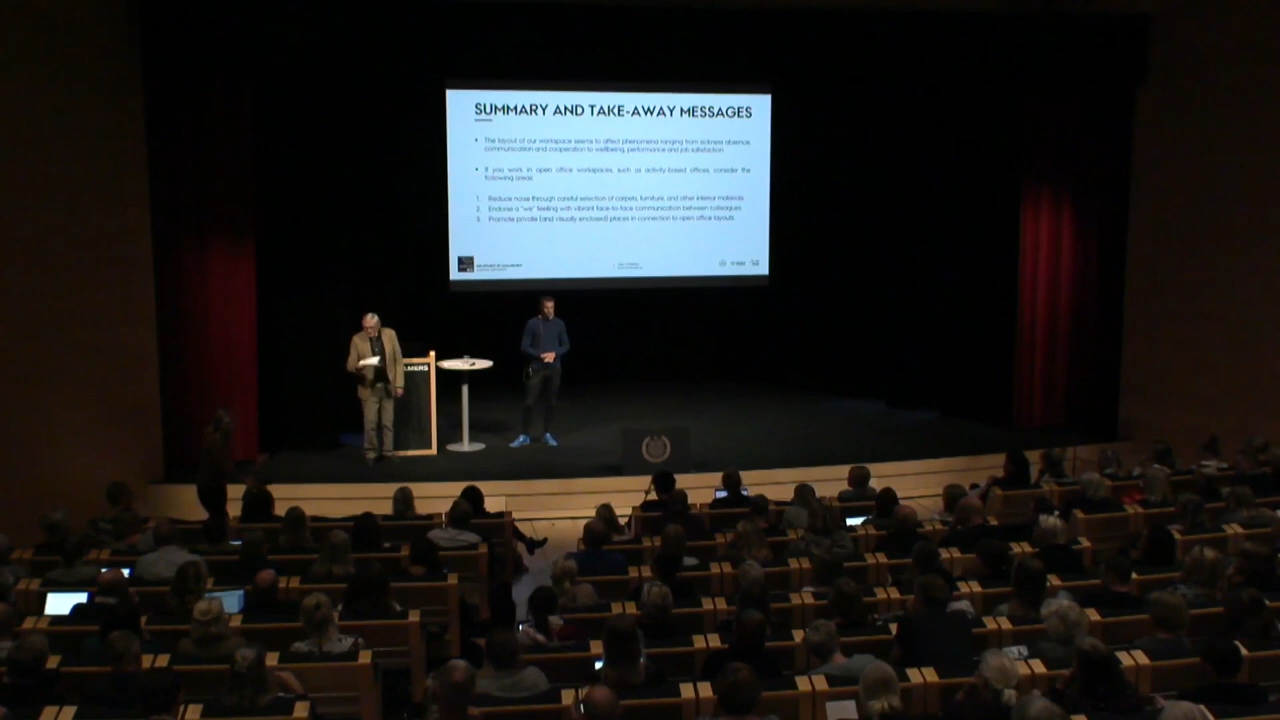 SUMMARY AND TAKE-AWAY MESSAGES
• The layout of our workspace seems to affect phenomena ranging from sickness absence,
communication and cooperation to wellbeing, performance and job satisfaction.
• If you work in open office workspaces, such as activity-based offices, consider the
following areas:
1. Reduce noise through careful selection of carpets, furniture, and other interior materials.
2. Endorse a "we" feeling with vibrant face-to-face communication between colleagues.
3. Promote private (and visually enclosed) places in connection to open office layouts.
LMERS